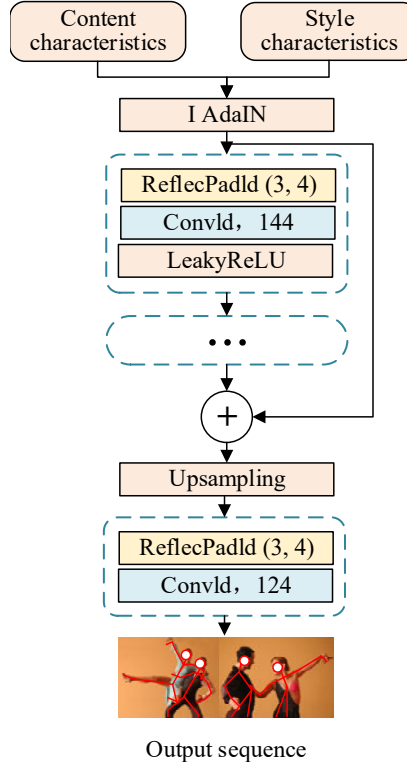 Content
characteristics
Style
characteristics
I AdaIN
ReflecPadld (3, 4)
Convld，144
LeakyReLU
•••
+
Upsampling
ReflecPadld (3, 4)
Convld，124
Output sequence